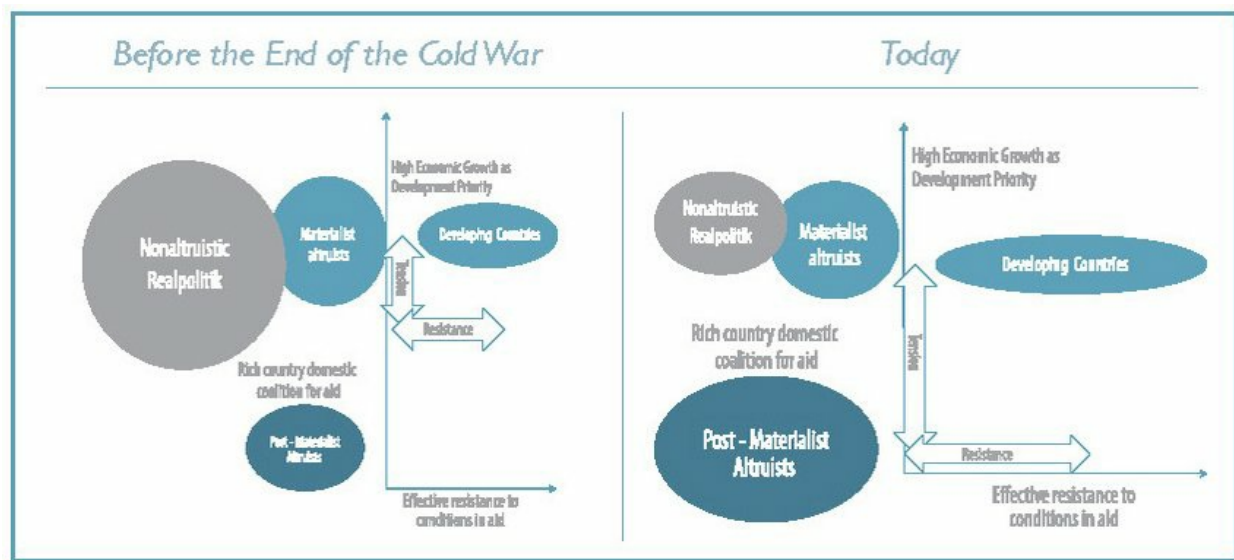 Before the End of the Cold War
High Economic Growth as
Development Priority
Nonaltruistic
Realpolitik
Materialist
altruists
Developing Countries
Tension
Resistance
Rich country domestic
coalition for aid
Post - Materialist
Altruists
Effective resistance to
conditions in aid
Today
High Economic Growth as
Development Priority
Nonaltruistic
Realpolitik
Materialist
altruists
Developing Countries
Rich country domestic
coalition for aid
Tension
Post - Materialist
Altruists
Resistance
Effective resistance to
conditions in aid